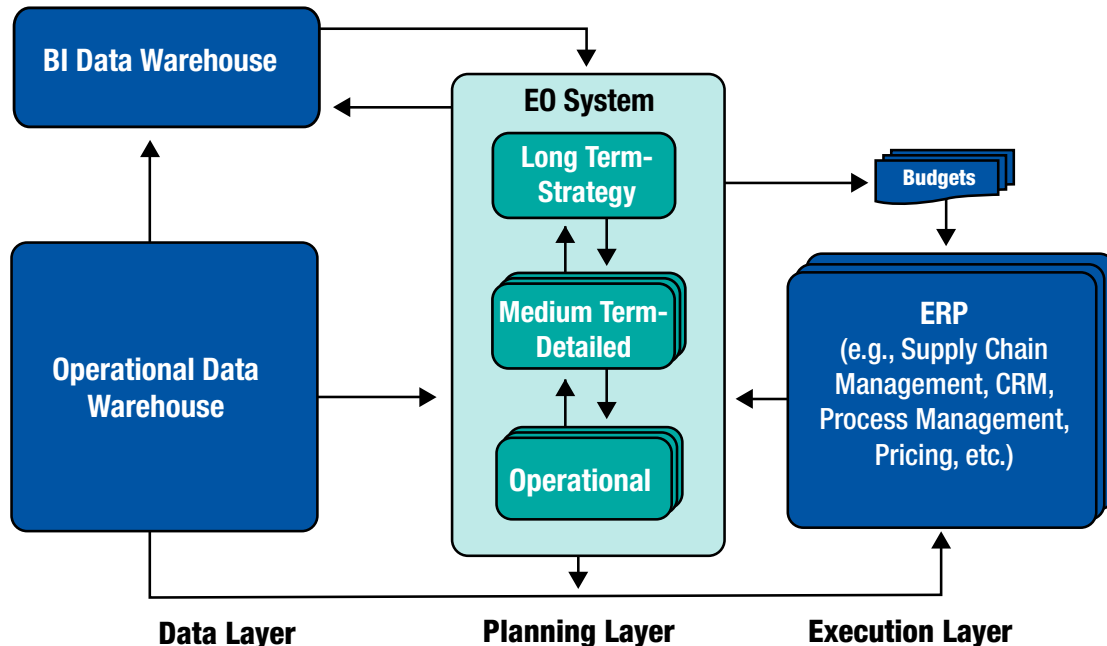 BI Data Warehouse
EO System
Long Term-
Strategy
Budgets
Medium Term-
Detailed
Operational Data
Warehouse
ERP
(e.g., Supply Chain
Management, CRM,
Process Management,
Pricing, etc.)
Operational
Data Layer
Planning Layer
Execution Layer